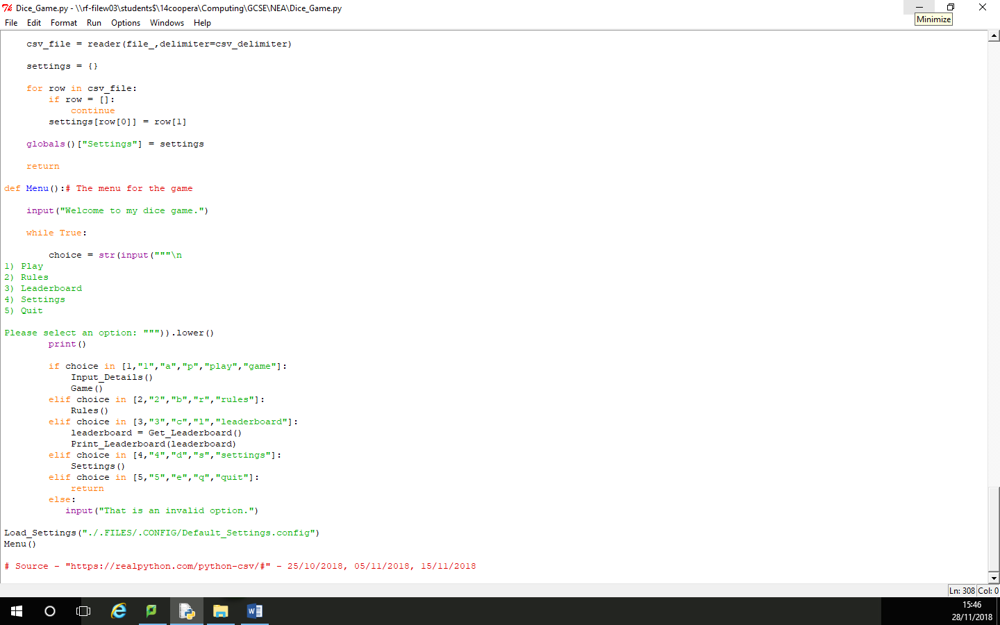 Dice_Game.py - \\rf-filew03\students$\14coopera\Computing\GCSE\NEA\Dice_Game.py
Minimize
File Edit Format Run Options Windows Help
    csv_file = reader(file_,delimiter=csv_delimiter)
    settings = {}
    for row in csv_file:
        if row = []:
            continue
        settings[row[0]] = row[1]
    globals()["Settings"] = settings
    return
def Menu():# The menu for the game
    input("Welcome to my dice game.")
    while True:
        choice = str(input("""\n
1) Play
2) Rules
3) Leaderboard
4) Settings
5) Quit
Please select an option: """)).lower()
        print()
        if choice in [1,"1","a","p","play","game"]:
            Input_Details()
            Game()
        elif choice in [2,"2","b","r","rules"]:
            Rules()
        elif choice in [3,"3","c","l","leaderboard"]:
            leaderboard = Get_Leaderboard()
            Print_Leaderboard(leaderboard)
        elif choice in [4,"4","d","s","settings"]:
            Settings()
        elif choice in [5,"5","e","q","quit"]:
            return
        else:
           input("That is an invalid option.")
Load_Settings("./.FILES/.CONFIG/Default_Settings.config")
Menu()
# Source - "https://realpython.com/python-csv/#" - 25/10/2018, 05/11/2018, 15/11/2018
Ln: 308 Col: 0
15:46
28/11/2018